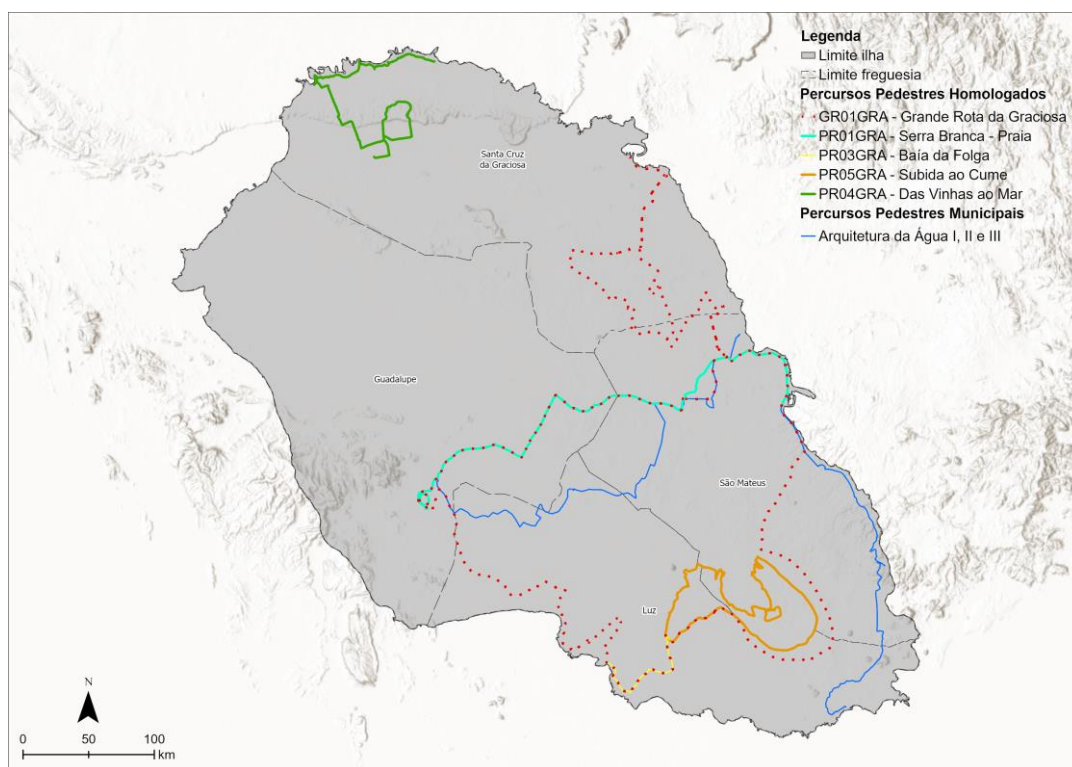 Legenda
Limite ilha
Limite freguesia
Percursos Pedestres Homologados
GR01GRA - Grande Rota da Graciosa
PR01GRA - Serra Branca - Praia
PR03GRA - Baía da Folga
PR05GRA - Subida ao Cume
PR04GRA - Das Vinhas ao Mar
Percursos Pedestres Municipais
Arquitetura da Água I, II e III
Santa Cruz
da Graciosa
Guadalupe
São Mateus
Luz
N
0 50 100
km